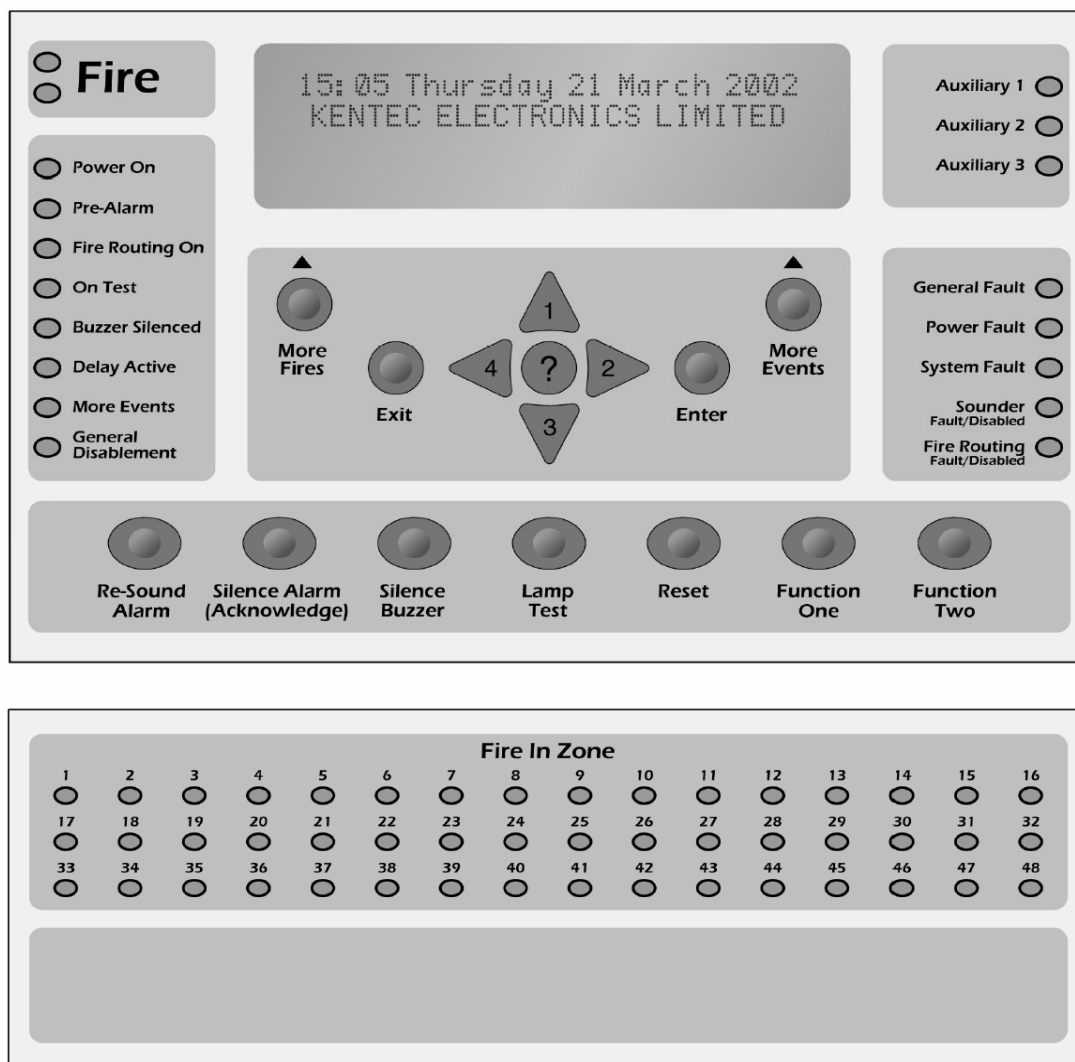 Fire
15:05 Thursday 21 March 2002
KENTEC ELECTRONICS LIMITED
Auxiliary 1
Auxiliary 2
Auxiliary 3
Power On
Pre-Alarm
Fire Routing On
On Test
Buzzer Silenced
Delay Active
More Events
General
Disablement
More
Fires
Exit
1
4 ? 2
3
Enter
More
Events
General Fault
Power Fault
System Fault
Sounder
Fault/Disabled
Fire Routing
Fault/Disabled
Re-Sound
Alarm
Silence Alarm
(Acknowledge)
Silence
Buzzer
Lamp
Test
Reset
Function
One
Function
Two
Fire In Zone
1 2 3 4 5 6 7 8 9 10 11 12 13 14 15 16
17 18 19 20 21 22 23 24 25 26 27 28 29 30 31 32
33 34 35 36 37 38 39 40 41 42 43 44 45 46 47 48